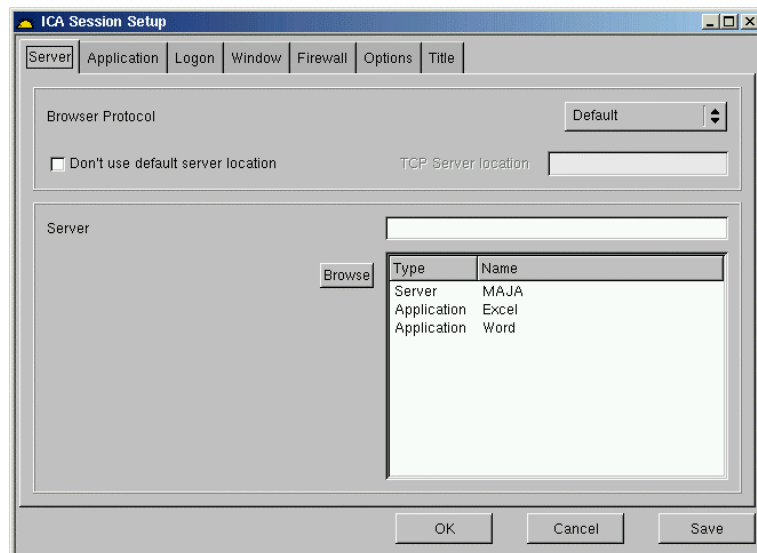 ICA Session Setup
Server Application Logon Window Firewall Options Title
Browser Protocol Default
Don't use default server location TCP Server location
Server
Browse
Type Name
Server MAJA
Application Excel
Application Word
OK Cancel Save